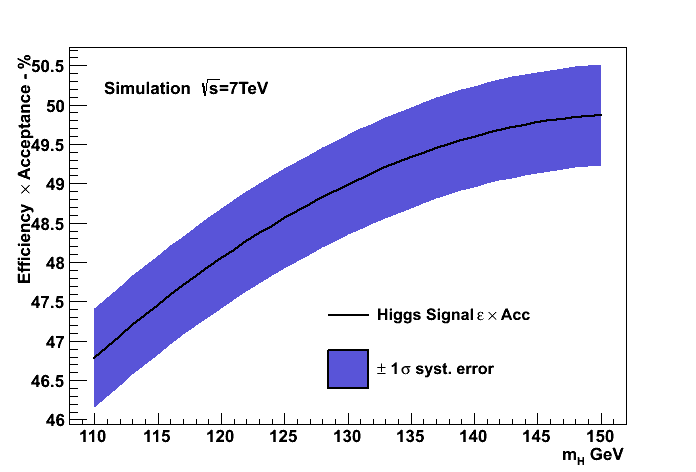 Efficiency × Acceptance - %
50.5
50
49.5
49
48.5
48
47.5
47
46.5
46
Simulation √s=7TeV
Higgs Signal ε × Acc
± 1 σ syst. error
110 115 120 125 130 135 140 145 150
m_H GeV